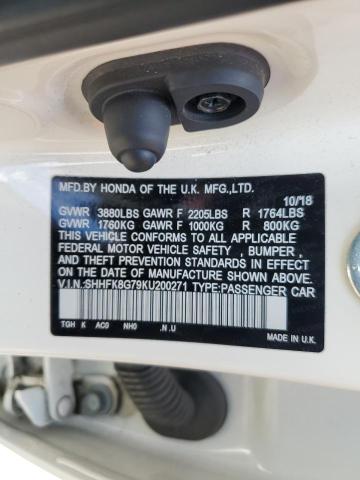 MFD.BY HONDA OF THE U.K. MFG.,LTD. 10/18
GVWR 3880LBS GAWR F 2205LBS R 1764LBS
GVWR 1760KG GAWR F 1000KG R 800KG
THIS VEHICLE CONFORMS TO ALL APPLICABLE
FEDERAL MOTOR VEHICLE SAFETY , BUMPER ,
AND THEFT PREVENTION STANDARDS IN EFFECT
ON THE DATE OF MANUFACTURE SHOWN ABOVE.
V.I.N.:SHHFK8G79KU200271 TYPE:PASSENGER CAR
TGH K AC0 NH0 .N.U MADE IN U.K.